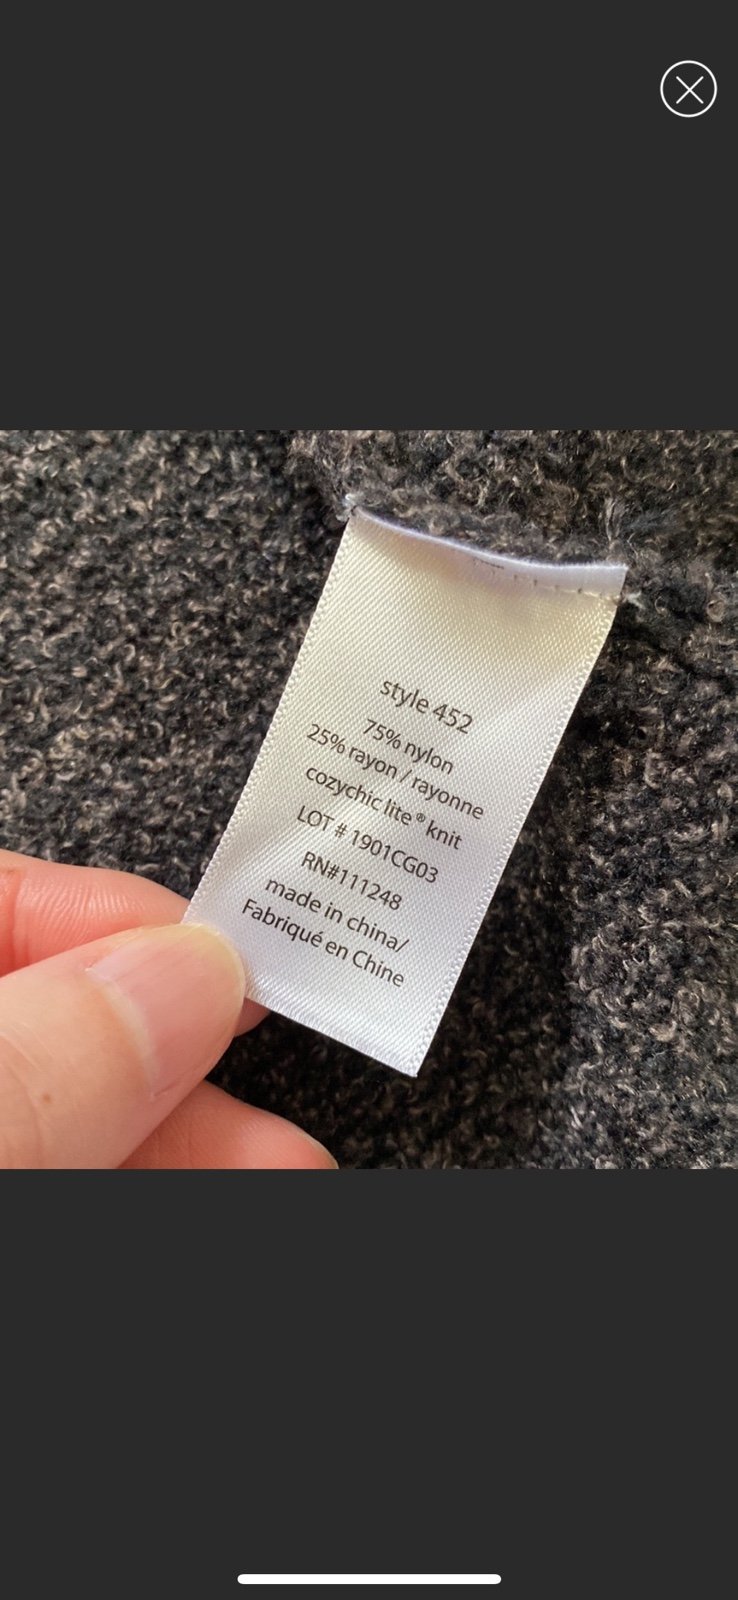 style 452
75% nylon
25% rayon / rayonne
cozychic lite® knit
LOT # 1901CG03
RN#111248
made in china/
Fabriqué en Chine